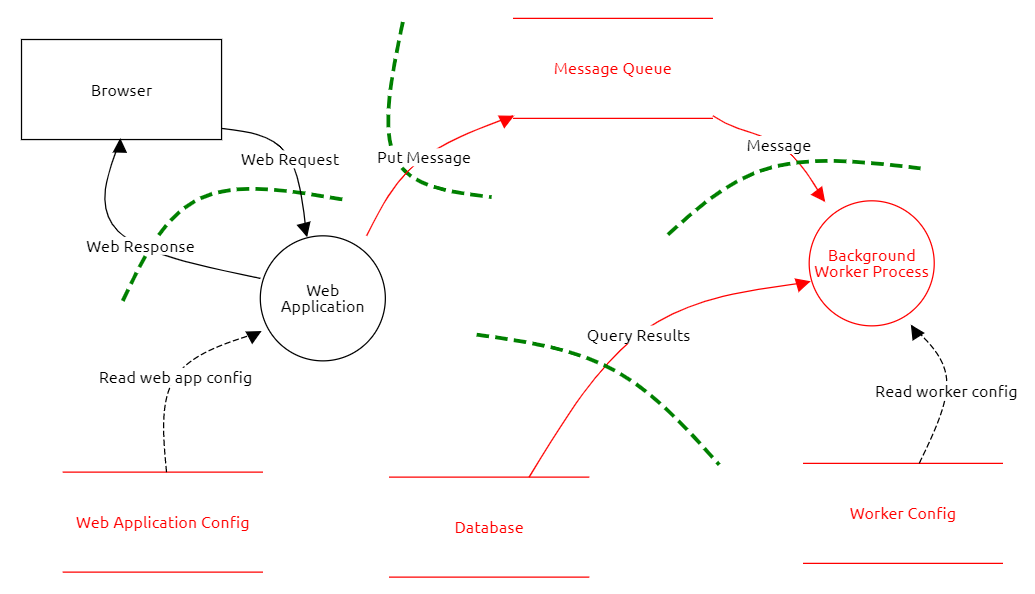 Message Queue
Browser
Message
Put Message
Web Request
Web Response
Background
Worker Process
Web
Application
Query Results
Read web app config
Read worker config
Worker Config
Web Application Config
Database